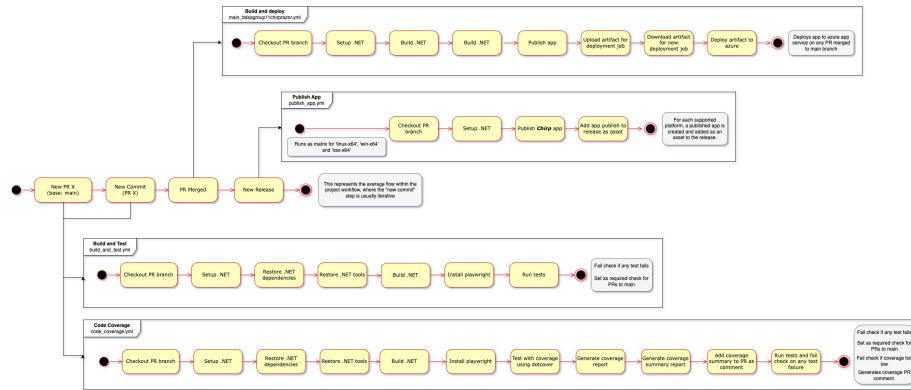 Build and deploy
main_bdsagroup11chirprazor.yml
Checkout PR branch
Setup .NET
Build .NET
Build .NET
Publish app
Upload artifact for
deployment job
Download artifact
for new
deployment job
Deploy artifact to
azure
Deploys app to azure app
service on any PR merged
to main branch
Publish App
publish_app.yml
Runs as matrix for 'linux-x64', 'win-x64'
and 'osx-x64'
Checkout PR
branch
Setup .NET
Publish Chirp app
Add app publish to
release as asset
For each supported
platform, a published app is
created and added as an
asset to the release.
New PR X
(base: main)
New Commit
(PR X)
PR Merged
New Release
This represents the average flow within the
project workflow, where the "new commit"
step is usually iterative
Build and Test
build_and_test.yml
Checkout PR branch
Setup .NET
Restore .NET
dependencies
Restore .NET tools
Build .NET
Install playwright
Run tests
Fail check if any test fails
Set as required check for
PRs to main
Code Coverage
code_coverage.yml
Checkout PR branch
Setup .NET
Restore .NET
dependencies
Restore .NET tools
Build .NET
Install playwright
Test with coverage
using dotcover
Generate coverage
report
Generate coverage
summary report
Add coverage
summary to PR as
comment
Run tests and fail
check on any test
failure
Fail check if any test fails
Set as required check for
PRs to main
Fail check if coverage too
low
Generates coverage PR
comment